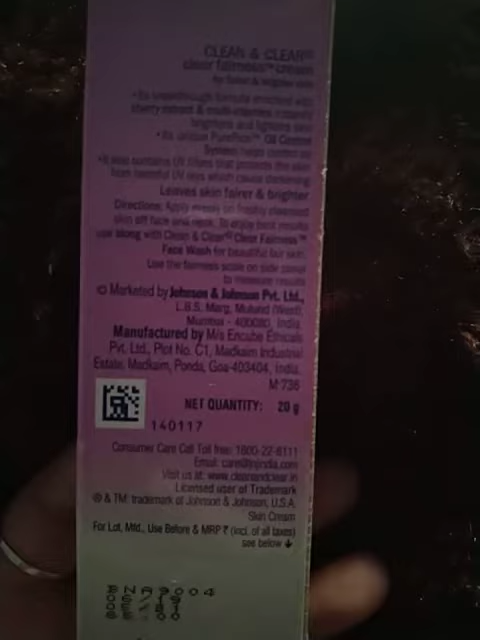 CLEAN & CLEAR®
clear fairness™ cream
for fairer & brighter skin
• Its breakthrough formula enriched with
cherry extract & multi-vitamins instantly
brightens and lightens skin
• Its unique Oil Control
System helps control oil
• It also contains UV filters that protects the skin
from harmful UV rays which cause darkening
Leaves skin fairer & brighter
Directions: Apply evenly on freshly cleansed
skin off face and neck. To enjoy best results
use along with Clean & Clear® Clear Fairness™
Face Wash for beautiful fair skin.
Use the fairness scale on side panel
to measure results
© Marketed by Johnson & Johnson Pvt. Ltd.,
L.B.S. Marg, Mulund (West),
Mumbai - 400080, India.
Manufactured by M/s Encube Ethicals
Pvt. Ltd., Plot No. C1, Madkaim Industrial
Estate, Madkaim, Ponda, Goa-403404, India.
M 736
NET QUANTITY: 20 g
140117
Consumer Care Cell Toll free: 1800-22-8111
Email: care@jnjindia.com
Visit us at: www.cleanandclear.in
Licensed user of Trademark
® & TM: trademark of Johnson & Johnson, U.S.A.
Skin Cream
For Lot, Mfd., Use Before & MRP ₹ (incl. of all taxes)
see below